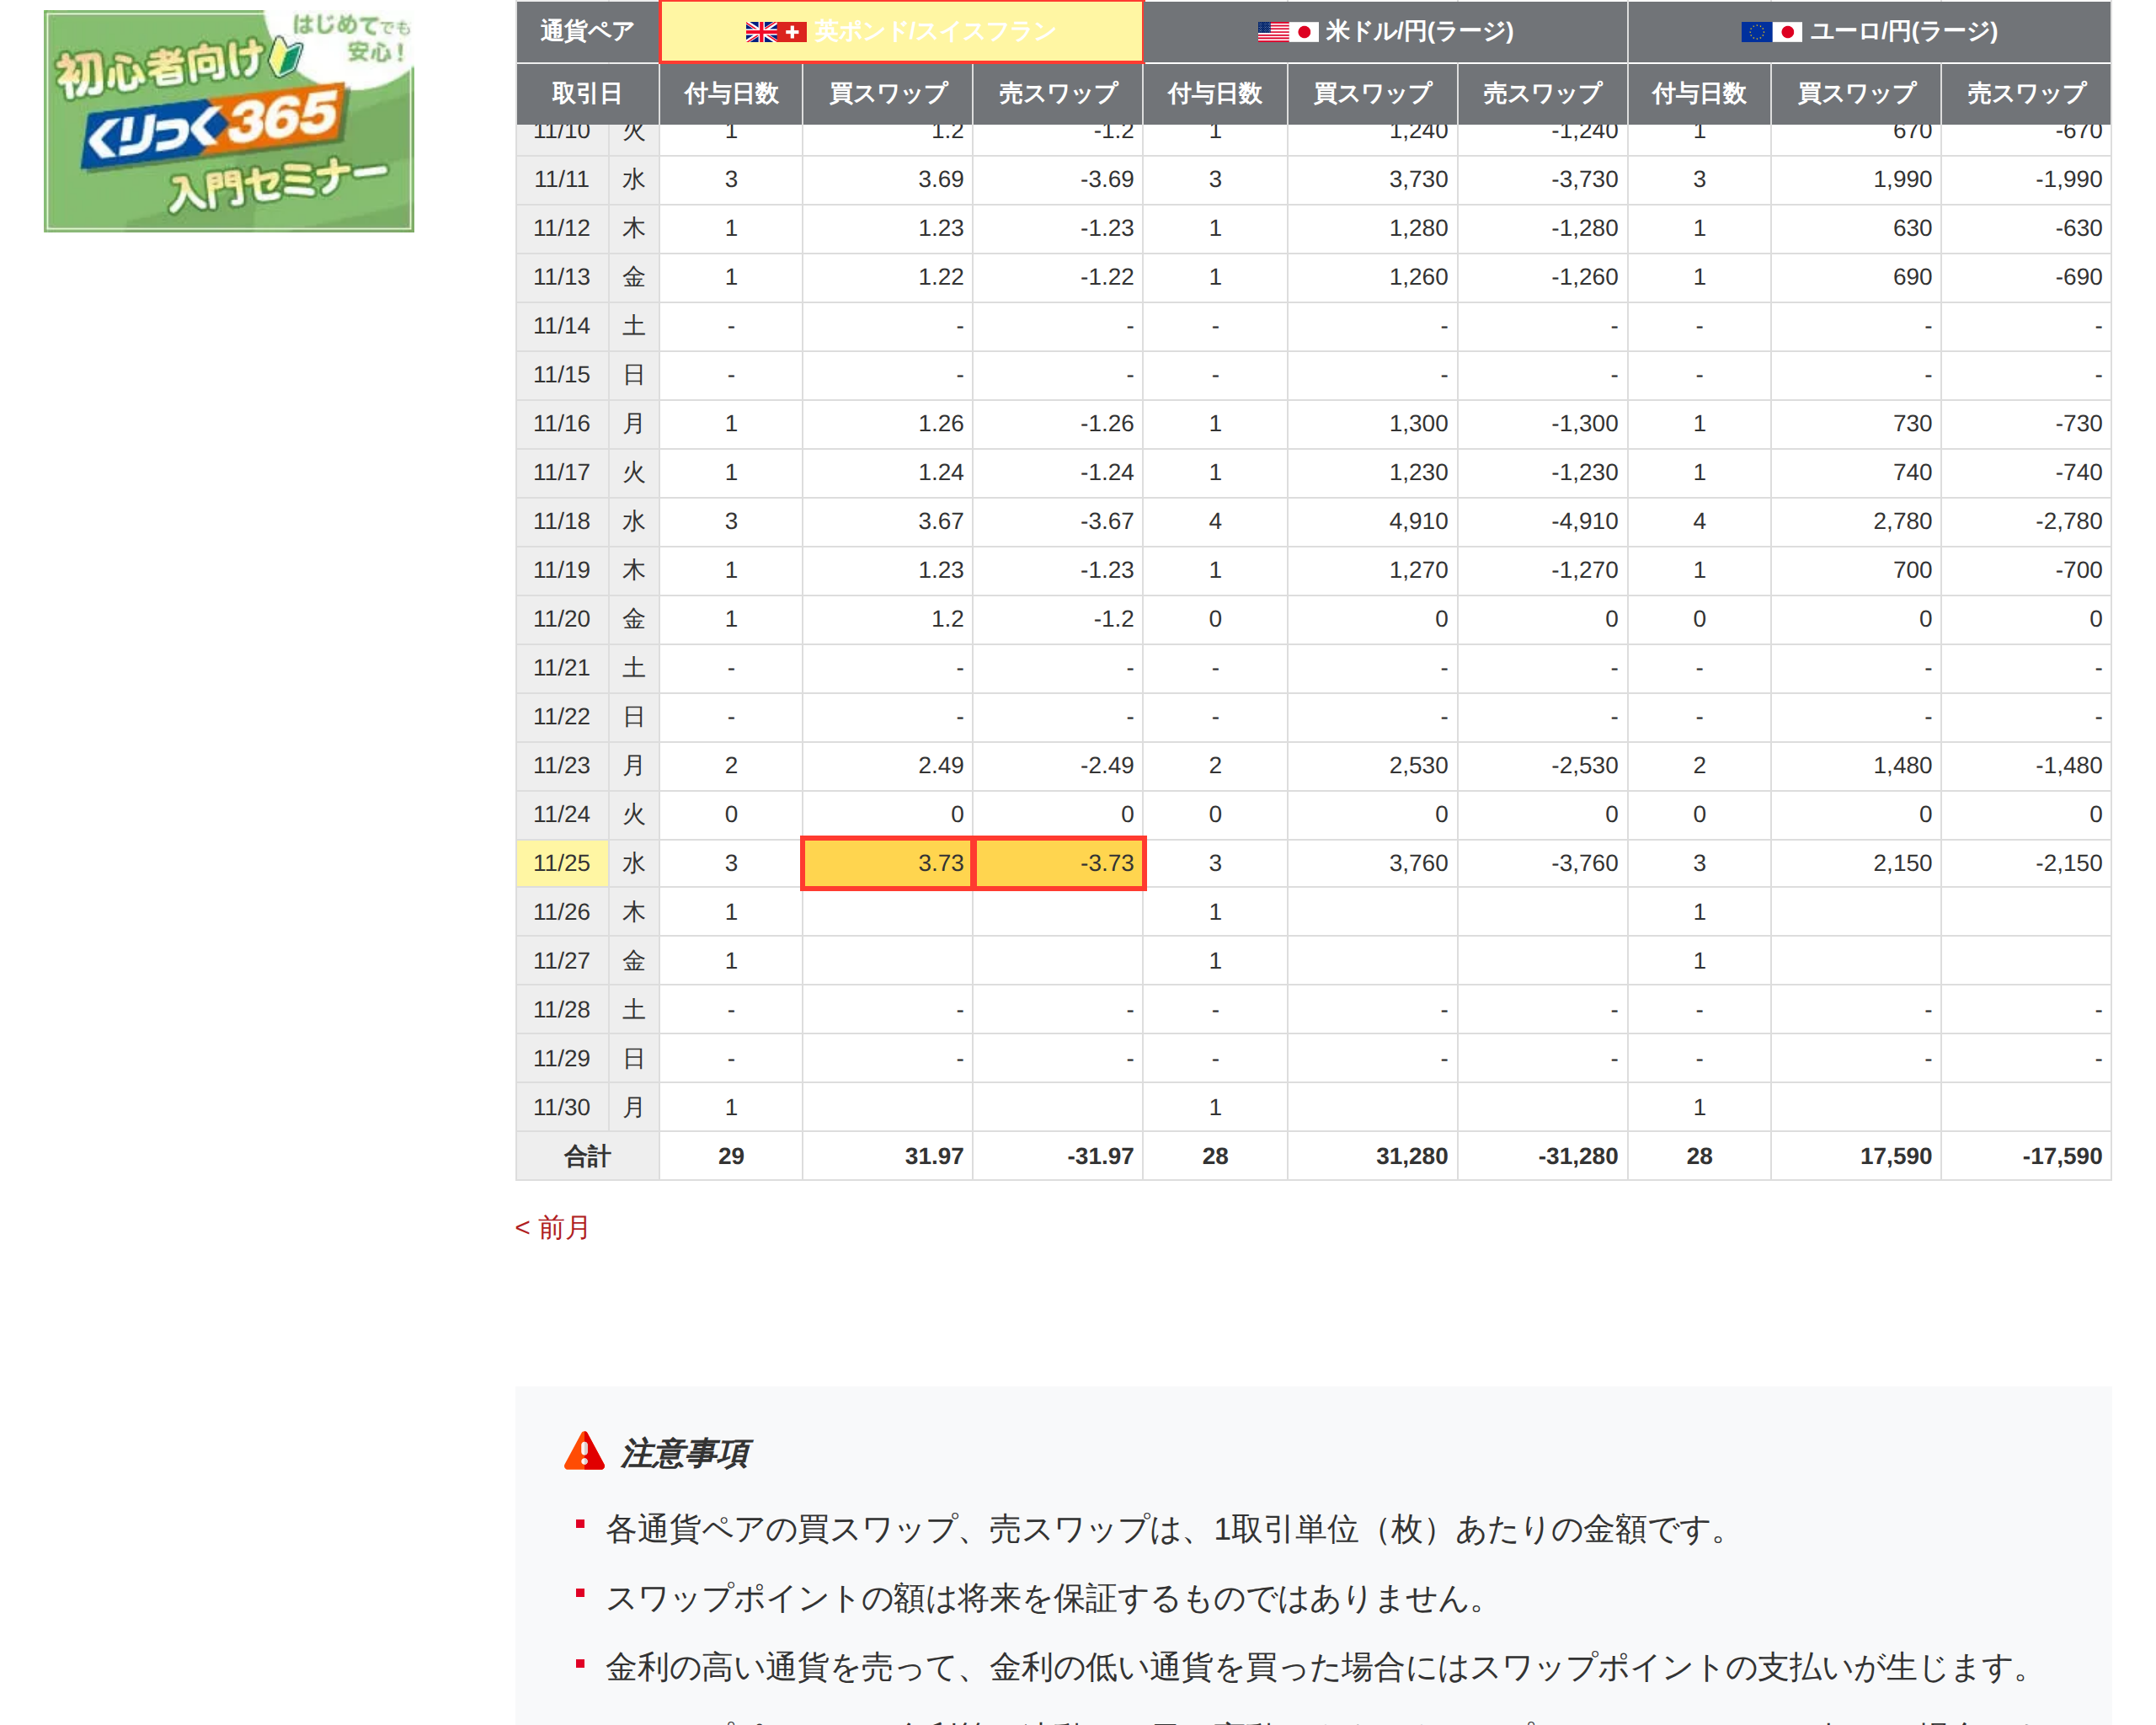 はじめてでも
安心！
初心者向け
くりっく365
入門セミナー
通貨ペア 英ポンド/スイスフラン 米ドル/円(ラージ) ユーロ/円(ラージ)
取引日 付与日数 買スワップ 売スワップ 付与日数 買スワップ 売スワップ 付与日数 買スワップ 売スワップ
11/10 火 1 1.2 -1.2 1 1,240 -1,240 1 670 -670
11/11 水 3 3.69 -3.69 3 3,730 -3,730 3 1,990 -1,990
11/12 木 1 1.23 -1.23 1 1,280 -1,280 1 630 -630
11/13 金 1 1.22 -1.22 1 1,260 -1,260 1 690 -690
11/14 土 - - - - - - - - -
11/15 日 - - - - - - - - -
11/16 月 1 1.26 -1.26 1 1,300 -1,300 1 730 -730
11/17 火 1 1.24 -1.24 1 1,230 -1,230 1 740 -740
11/18 水 3 3.67 -3.67 4 4,910 -4,910 4 2,780 -2,780
11/19 木 1 1.23 -1.23 1 1,270 -1,270 1 700 -700
11/20 金 1 1.2 -1.2 0 0 0 0 0 0
11/21 土 - - - - - - - - -
11/22 日 - - - - - - - - -
11/23 月 2 2.49 -2.49 2 2,530 -2,530 2 1,480 -1,480
11/24 火 0 0 0 0 0 0 0 0 0
11/25 水 3 3.73 -3.73 3 3,760 -3,760 3 2,150 -2,150
11/26 木 1 1 1
11/27 金 1 1 1
11/28 土 - - - - - - - - -
11/29 日 - - - - - - - - -
11/30 月 1 1 1
合計 29 31.97 -31.97 28 31,280 -31,280 28 17,590 -17,590
< 前月
注意事項
各通貨ペアの買スワップ、売スワップは、1取引単位（枚）あたりの金額です。
スワップポイントの額は将来を保証するものではありません。
金利の高い通貨を売って、金利の低い通貨を買った場合にはスワップポイントの支払いが生じます。